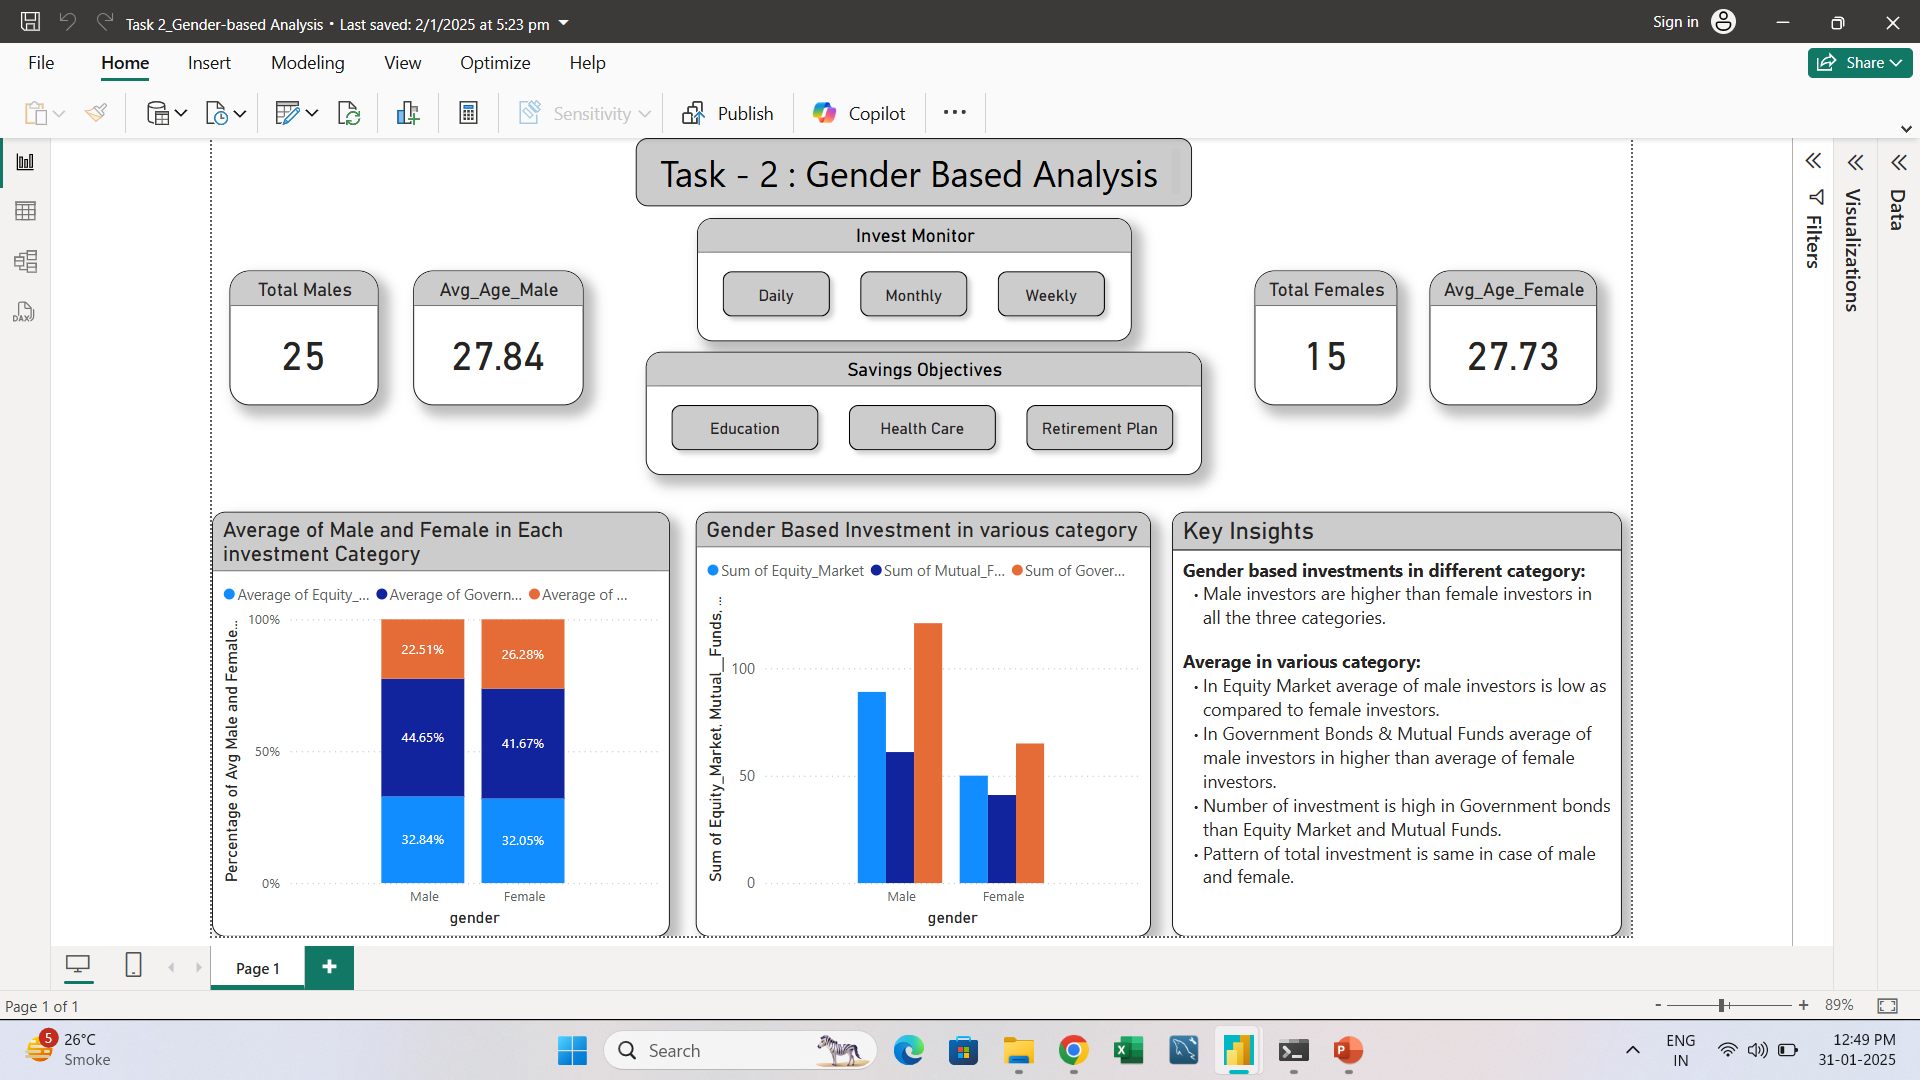 Task 2_Gender-based Analysis • Last saved: 2/1/2025 at 5:23 pm
Sign in
File Home Insert Modeling View Optimize Help
Share
Sensitivity
Publish
Copilot
DAX
Task - 2 : Gender Based Analysis
Invest Monitor
Daily Monthly Weekly
Total Males
25
Avg_Age_Male
27.84
Total Females
15
Avg_Age_Female
27.73
Savings Objectives
Education Health Care Retirement Plan
Filters
Visualizations
Data
Average of Male and Female in Each
investment Category
Average of Equity_... Average of Govern... Average of ...
Percentage of Avg Male and Female...
100%
50%
0%
22.51%
44.65%
32.84%
26.28%
41.67%
32.05%
Male Female
gender
Gender Based Investment in various category
Sum of Equity_Market Sum of Mutual_F... Sum of Gover...
Sum of Equity_Market, Mutual__Funds, ...
100
50
0
Male Female
gender
Key Insights
Gender based investments in different category:
• Male investors are higher than female investors in
all the three categories.
Average in various category:
• In Equity Market average of male investors is low as
compared to female investors.
• In Government Bonds & Mutual Funds average of
male investors in higher than average of female
investors.
• Number of investment is high in Government bonds
than Equity Market and Mutual Funds.
• Pattern of total investment is same in case of male
and female.
Page 1
Page 1 of 1
- + 89%
5
26°C
Smoke
Search
ENG
IN
12:49 PM
31-01-2025